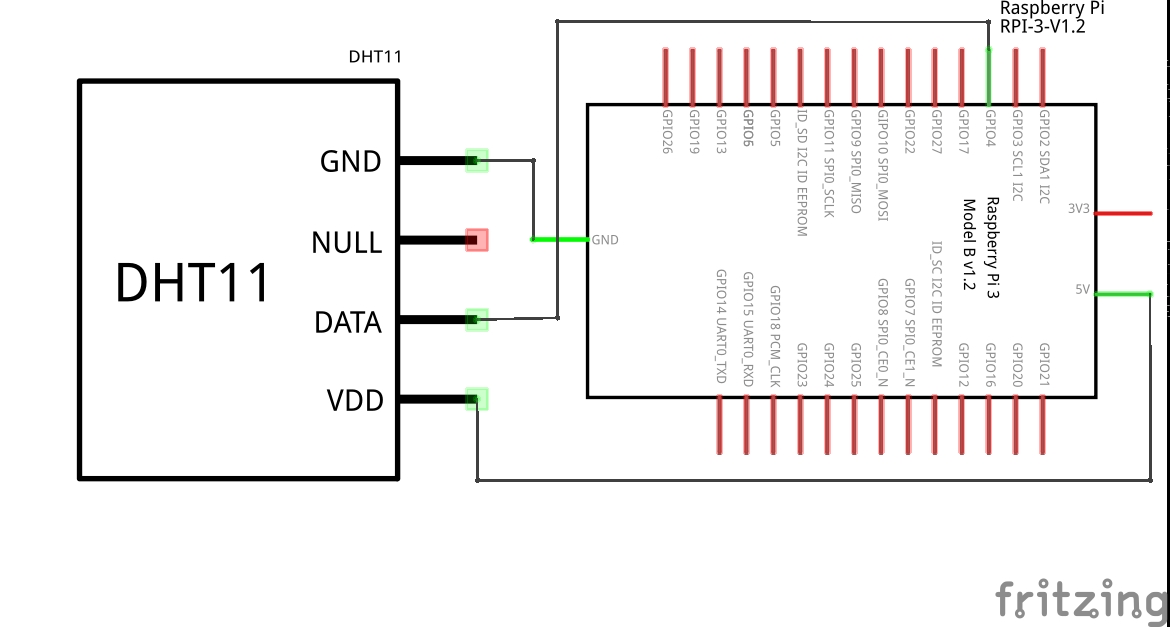 Raspberry Pi
RPI-3-V1.2
DHT11
DHT11
GND
NULL
DATA
VDD
GPIO26
GPIO19
GPIO13
GPIO6
GPIO5
ID_SD I2C ID EEPROM
GPIO11 SPI0_SCLK
GPIO9 SPI0_MISO
GIPO10 SPI0_MOSI
GPIO22
GPIO27
GPIO17
GPIO4
GPIO3 SCL1 I2C
GPIO2 SDA1 I2C
GND
Raspberry Pi 3
Model B v1.2
3V3
5V
GPIO14 UART0_TXD
GPIO15 UART0_RXD
GPIO18 PCM_CLK
GPIO23
GPIO24
GPIO25
GPIO8 SPI0_CE0_N
GPIO7 SPI0_CE1_N
ID_SC I2C ID EEPROM
GPIO12
GPIO16
GPIO20
GPIO21
fritzing